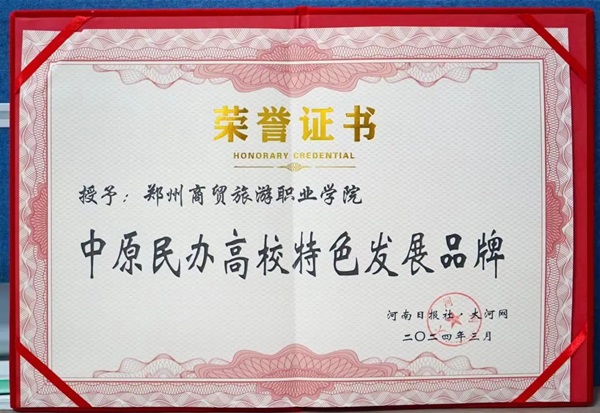 荣誉证书
HONORARY CREDENTIAL
授予：郑州商贸旅游职业学院
中原民办高校特色发展品牌
河南日报社·大河网
二〇二四年三月